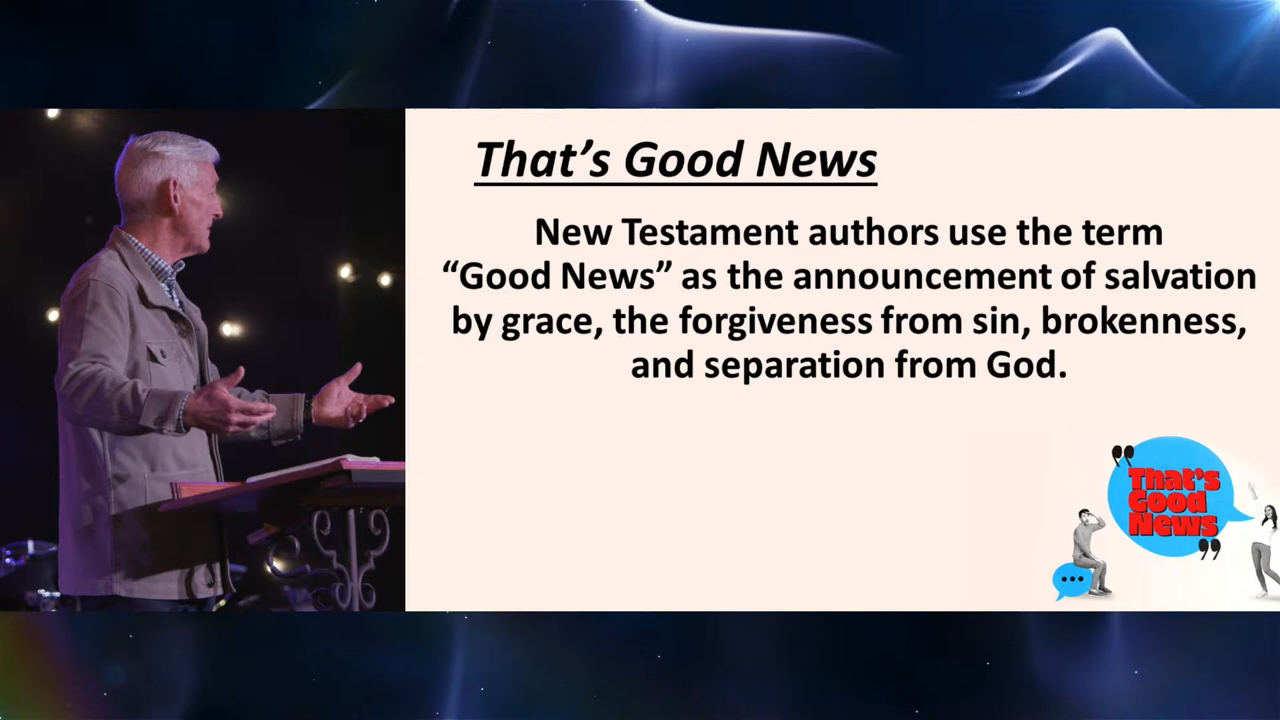 That’s Good News
New Testament authors use the term
“Good News” as the announcement of salvation
by grace, the forgiveness from sin, brokenness,
and separation from God.
That's
Good
News